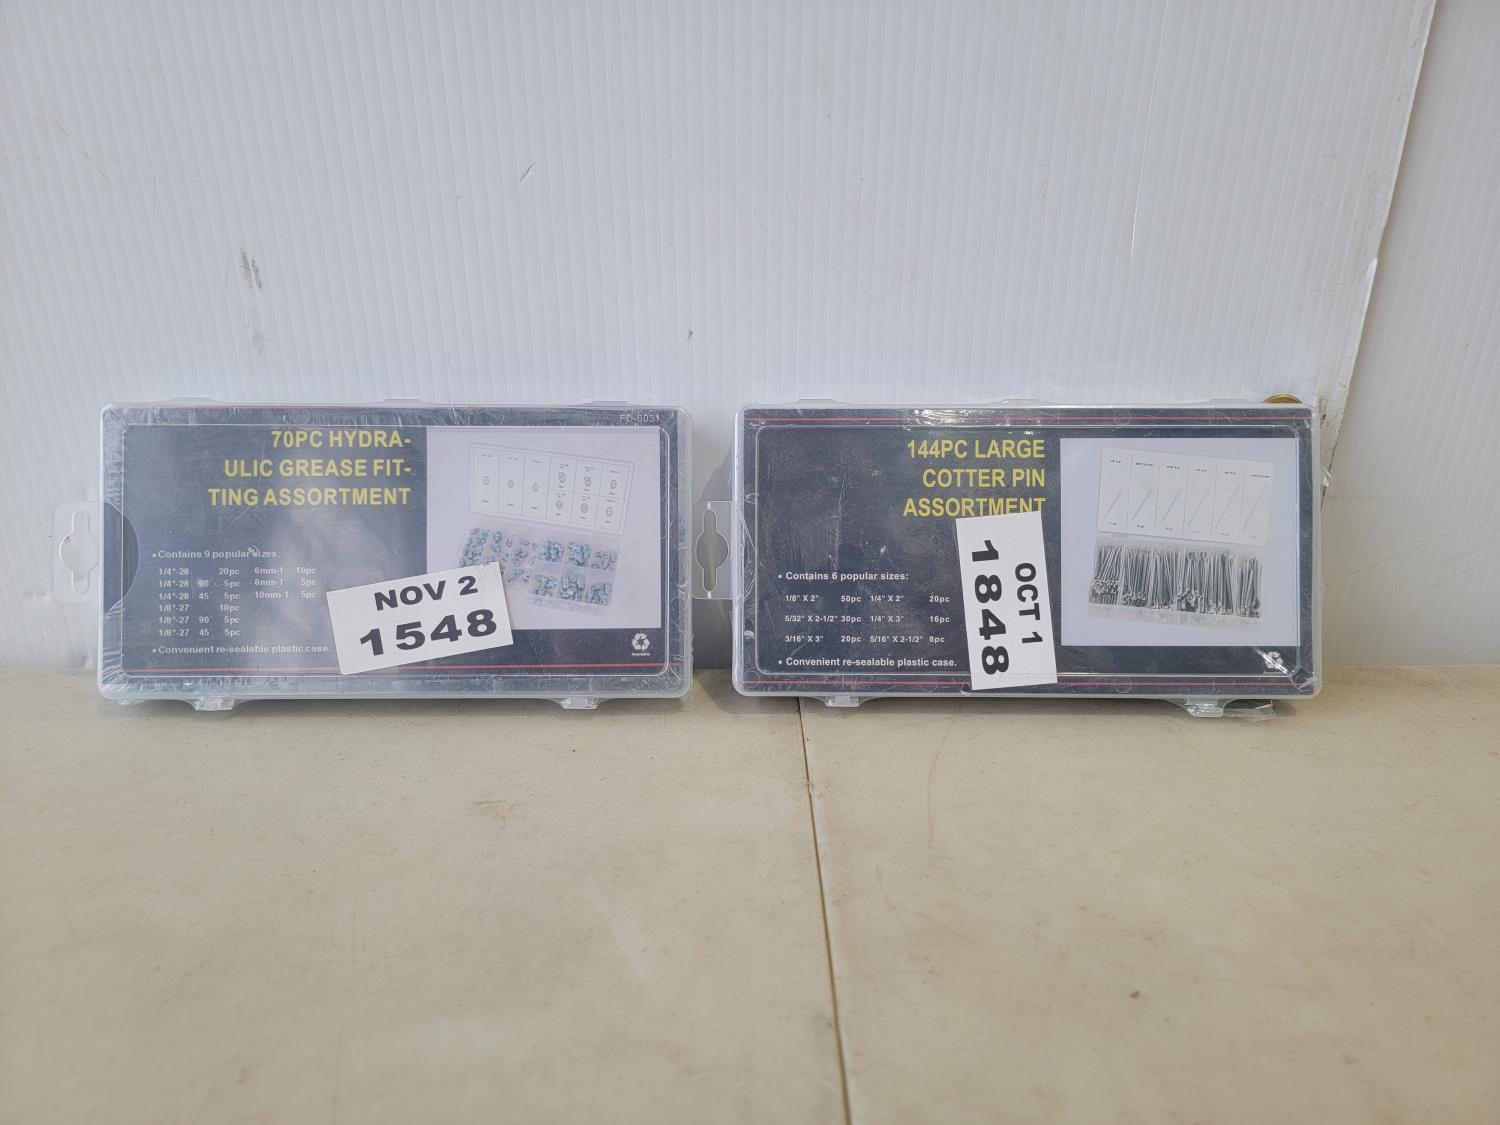 FD-6031
70PC HYDRA-
ULIC GREASE FIT-
TING ASSORTMENT
• Contains 9 popular sizes:
1/4"-28 20pc 6mm-1 10pc
1/4"-28 90 5pc 8mm-1 5pc
1/4"-28 45 5pc 10mm-1 5pc
1/8"-27 10pc
1/8"-27 90 5pc
1/8"-27 45 5pc
• Convenient re-sealable plastic case.
NOV 2
1548
144PC LARGE
COTTER PIN
ASSORTMENT
• Contains 6 popular sizes:
1/8" X 2" 50pc 1/4" X 2" 20pc
5/32" X 2-1/2" 30pc 1/4" X 3" 16pc
3/16" X 3" 20pc 5/16" X 2-1/2" 8pc
• Convenient re-sealable plastic case.
OCT 1
1848